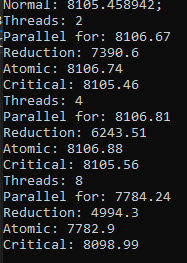 Normal: 8105.458942;
Threads: 2
Parallel for: 8106.67
Reduction: 7390.6
Atomic: 8106.74
Critical: 8105.46
Threads: 4
Parallel for: 8106.81
Reduction: 6243.51
Atomic: 8106.88
Critical: 8105.56
Threads: 8
Parallel for: 7784.24
Reduction: 4994.3
Atomic: 7782.9
Critical: 8098.99